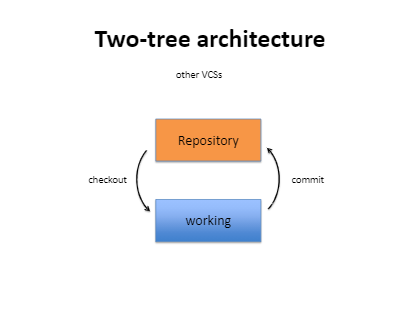 Two-tree architecture
other VCSs
Repository
checkout
commit
working